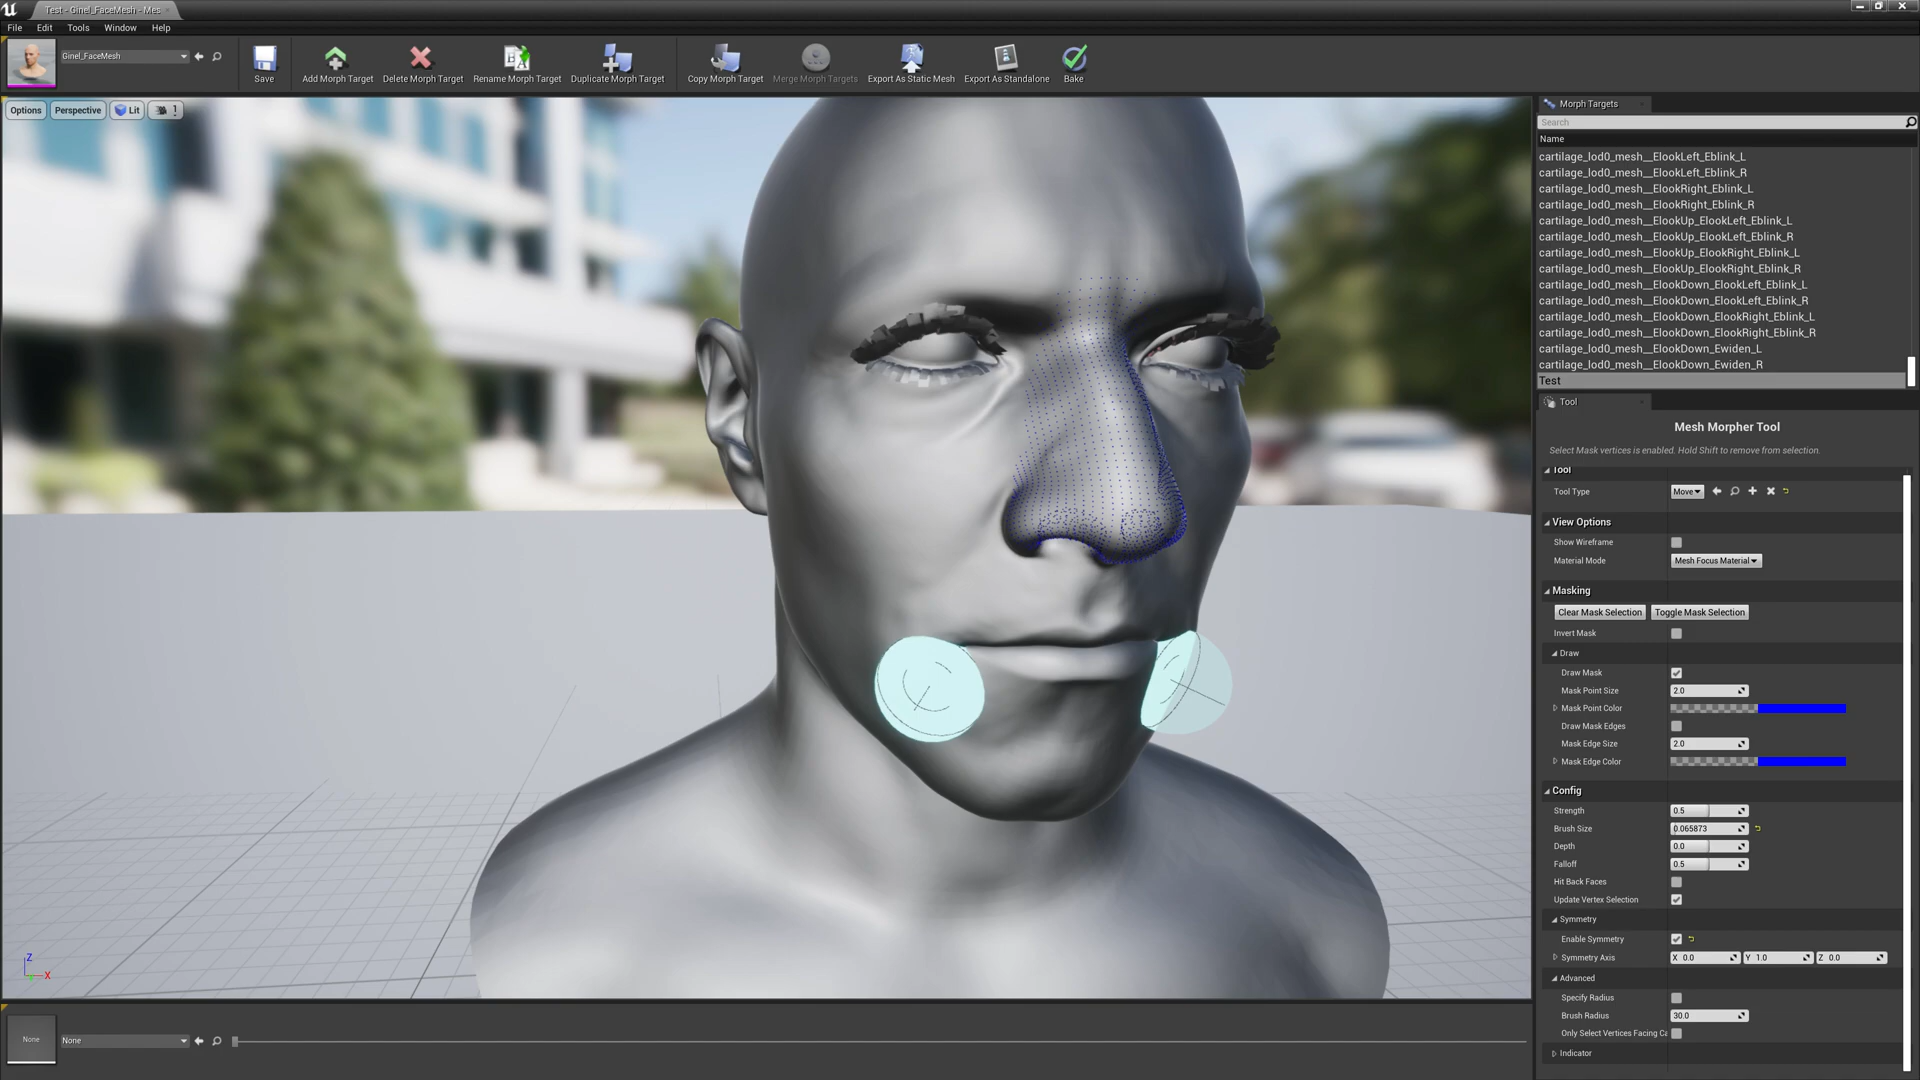 Test - Ginel_FaceMesh - Mes
File Edit Tools Window Help
Ginel_FaceMesh
Save
Add Morph Target
Delete Morph Target
Rename Morph Target
Duplicate Morph Target
Copy Morph Target
Merge Morph Targets
Export As Static Mesh
Export As Standalone
Bake
Options
Perspective
Lit
1
Morph Targets
Search
Name
cartilage_lod0_mesh__ElookLeft_Eblink_L
cartilage_lod0_mesh__ElookLeft_Eblink_R
cartilage_lod0_mesh__ElookRight_Eblink_L
cartilage_lod0_mesh__ElookRight_Eblink_R
cartilage_lod0_mesh__ElookUp_ElookLeft_Eblink_L
cartilage_lod0_mesh__ElookUp_ElookLeft_Eblink_R
cartilage_lod0_mesh__ElookUp_ElookRight_Eblink_L
cartilage_lod0_mesh__ElookUp_ElookRight_Eblink_R
cartilage_lod0_mesh__ElookDown_ElookLeft_Eblink_L
cartilage_lod0_mesh__ElookDown_ElookLeft_Eblink_R
cartilage_lod0_mesh__ElookDown_ElookRight_Eblink_L
cartilage_lod0_mesh__ElookDown_ElookRight_Eblink_R
cartilage_lod0_mesh__ElookDown_Ewiden_L
cartilage_lod0_mesh__ElookDown_Ewiden_R
Test
Tool
Mesh Morpher Tool
Select Mask vertices is enabled. Hold Shift to remove from selection.
Tool
Tool Type Move
View Options
Show Wireframe
Material Mode Mesh Focus Material
Masking
Clear Mask Selection Toggle Mask Selection
Invert Mask
Draw
Draw Mask
Mask Point Size 2.0
Mask Point Color
Draw Mask Edges
Mask Edge Size 2.0
Mask Edge Color
Config
Strength 0.5
Brush Size 0.065873
Depth 0.0
Falloff 0.5
Hit Back Faces
Update Vertex Selection
Symmetry
Enable Symmetry
Symmetry Axis X 0.0 Y 1.0 Z 0.0
Advanced
Specify Radius
Brush Radius 30.0
Only Select Vertices Facing Ca
Indicator
Z
X
None
None